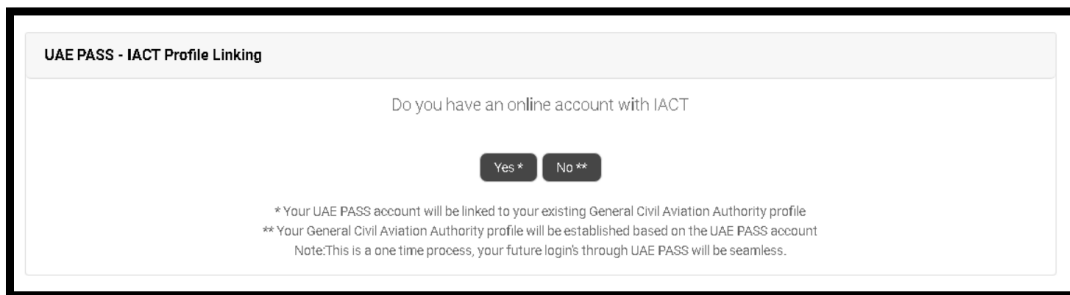 UAE PASS - IACT Profile Linking
Do you have an online account with IACT
Yes *
No **
* Your UAE PASS account will be linked to your existing General Civil Aviation Authority profile
** Your General Civil Aviation Authority profile will be established based on the UAE PASS account
Note:This is a one time process, your future login's through UAE PASS will be seamless.